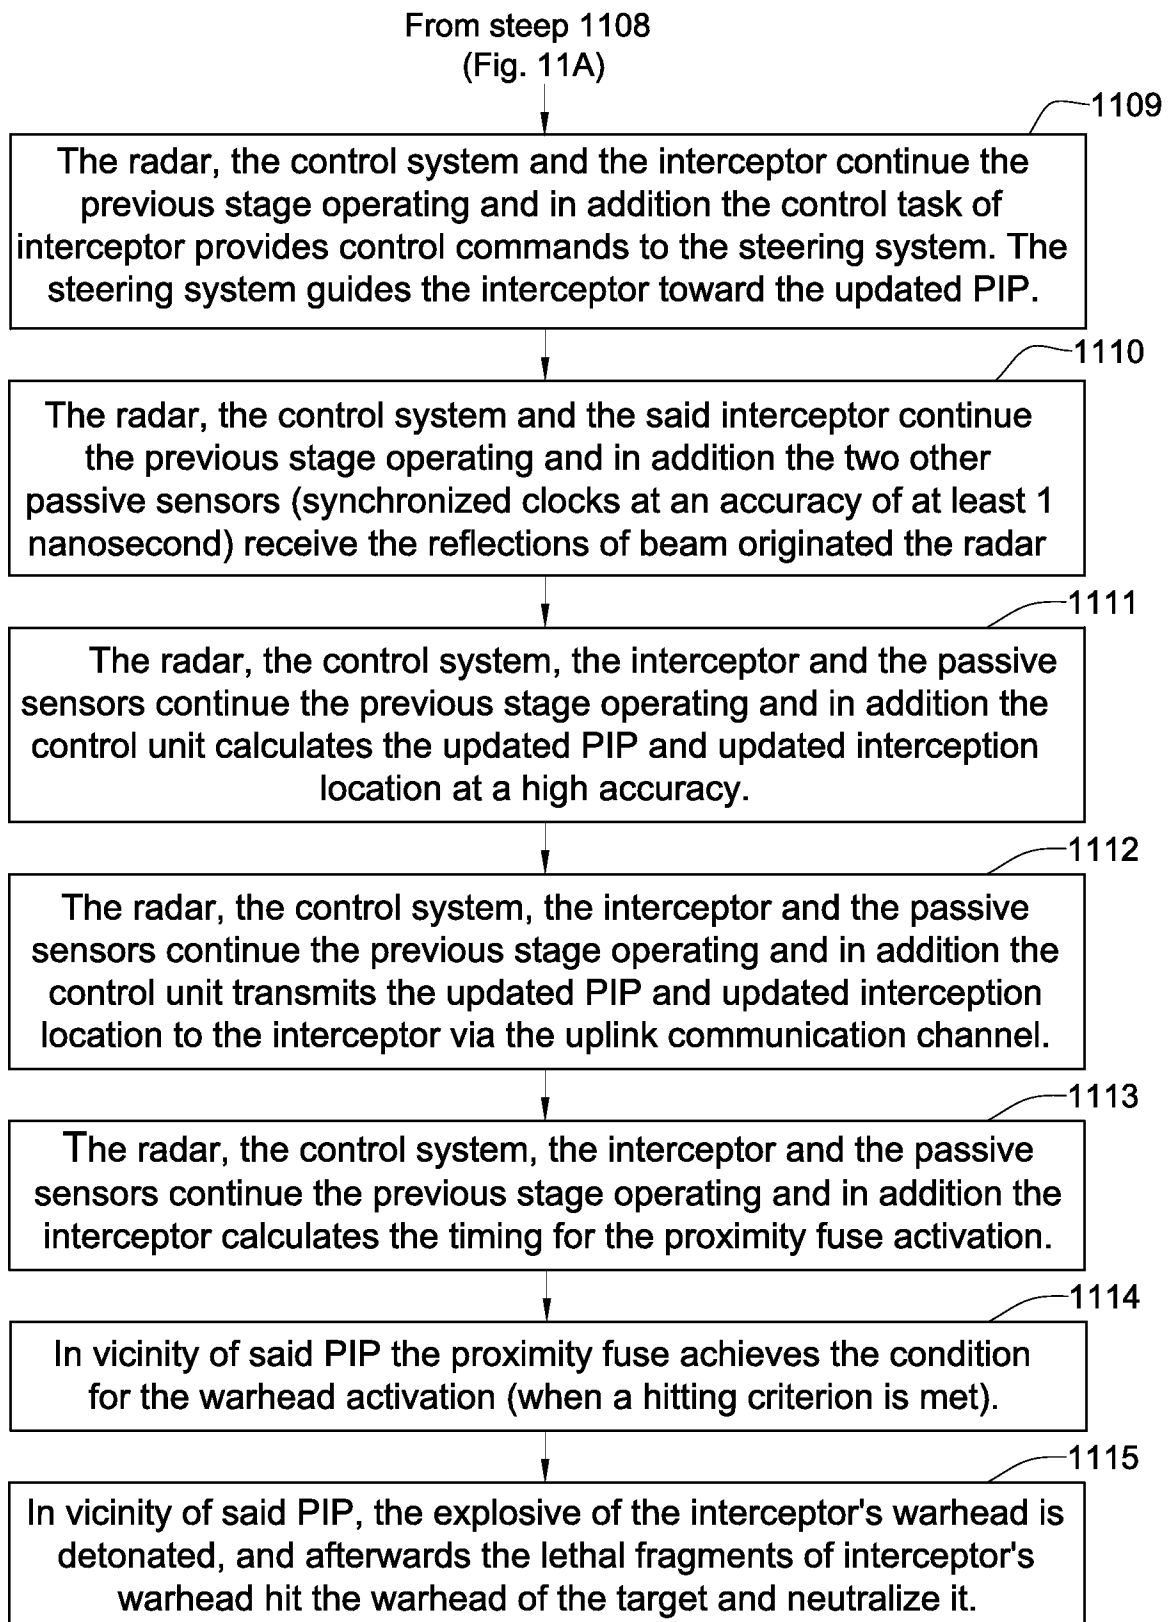 From steep 1108
(Fig. 11A)
1109
The radar, the control system and the interceptor continue the
previous stage operating and in addition the control task of
interceptor provides control commands to the steering system. The
steering system guides the interceptor toward the updated PIP.
1110
The radar, the control system and the said interceptor continue
the previous stage operating and in addition the two other
passive sensors (synchronized clocks at an accuracy of at least 1
nanosecond) receive the reflections of beam originated the radar
1111
The radar, the control system, the interceptor and the passive
sensors continue the previous stage operating and in addition the
control unit calculates the updated PIP and updated interception
location at a high accuracy.
1112
The radar, the control system, the interceptor and the passive
sensors continue the previous stage operating and in addition the
control unit transmits the updated PIP and updated interception
location to the interceptor via the uplink communication channel.
1113
The radar, the control system, the interceptor and the passive
sensors continue the previous stage operating and in addition the
interceptor calculates the timing for the proximity fuse activation.
1114
In vicinity of said PIP the proximity fuse achieves the condition
for the warhead activation (when a hitting criterion is met).
1115
In vicinity of said PIP, the explosive of the interceptor's warhead is
detonated, and afterwards the lethal fragments of interceptor's
warhead hit the warhead of the target and neutralize it.